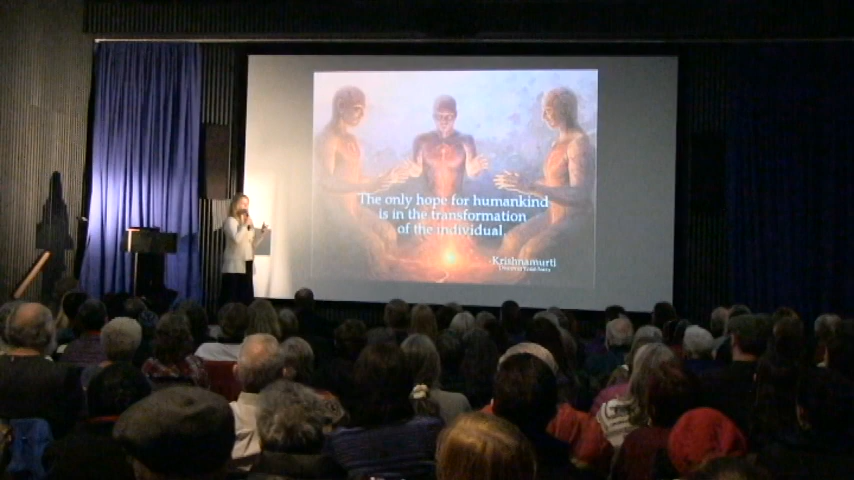 The only hope for humankind
is in the transformation
of the individual.
Krishnamurti